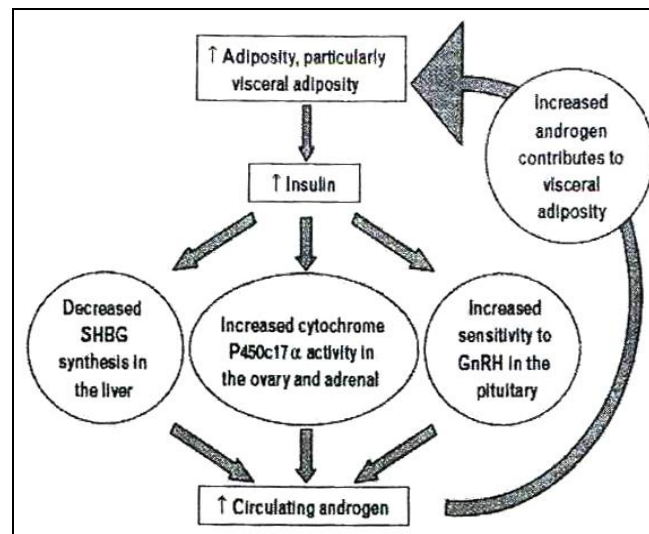 ↑ Adiposity, particularly
visceral adiposity
Increased
androgen
contributes to
visceral
adiposity
↑ Insulin
Decreased
SHBG
synthesis in
the liver
Increased cytochrome
P450c17α activity in
the ovary and adrenal
Increased
sensitivity to
GnRH in the
pituitary
↑ Circulating androgen